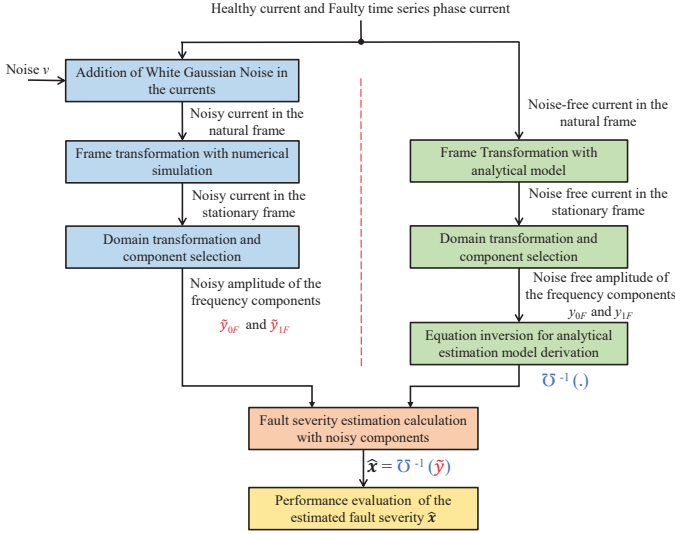 Healthy current and Faulty time series phase current
Noise v
Addition of White Gaussian Noise in
the currents
Noisy current in the
natural frame
Frame transformation with numerical
simulation
Noisy current in the
stationary frame
Domain transformation and
component selection
Noisy amplitude of the
frequency components
ỹ0F and ỹ1F
Noise-free current in the
natural frame
Frame Transformation with
analytical model
Noise free current in the
stationary frame
Domain transformation and
component selection
Noise free amplitude of
the frequency components
y0F and y1F
Equation inversion for analytical
estimation model derivation
℧ -1 (.)
Fault severity estimation calculation
with noisy components
x̂ = ℧ -1 (ỹ)
Performance evaluation of the
estimated fault severity x̂